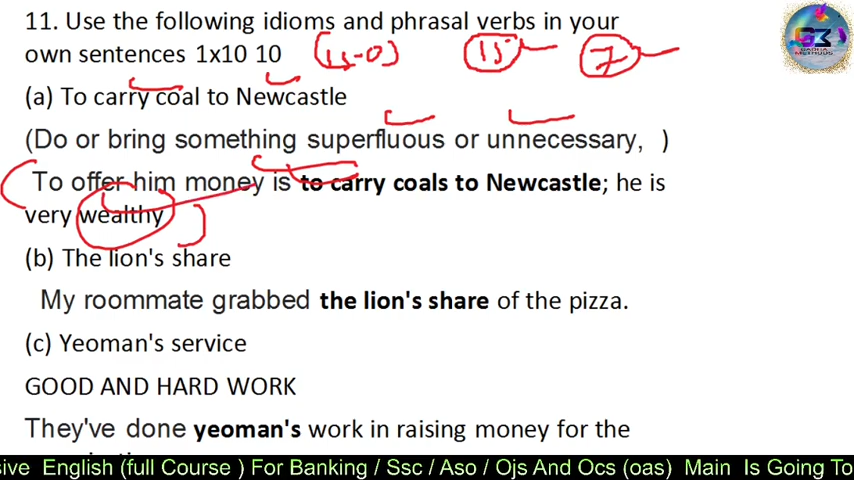 11. Use the following idioms and phrasal verbs in your
own sentences 1x10 10 (15-0) 15 7
(a) To carry coal to Newcastle
(Do or bring something superfluous or unnecessary, )
To offer him money is to carry coals to Newcastle; he is
very wealthy
(b) The lion's share
My roommate grabbed the lion's share of the pizza.
(c) Yeoman's service
GOOD AND HARD WORK
They've done yeoman's work in raising money for the
sive English (full Course ) For Banking / Ssc / Aso / Ojs And Ocs (oas) Main Is Going To